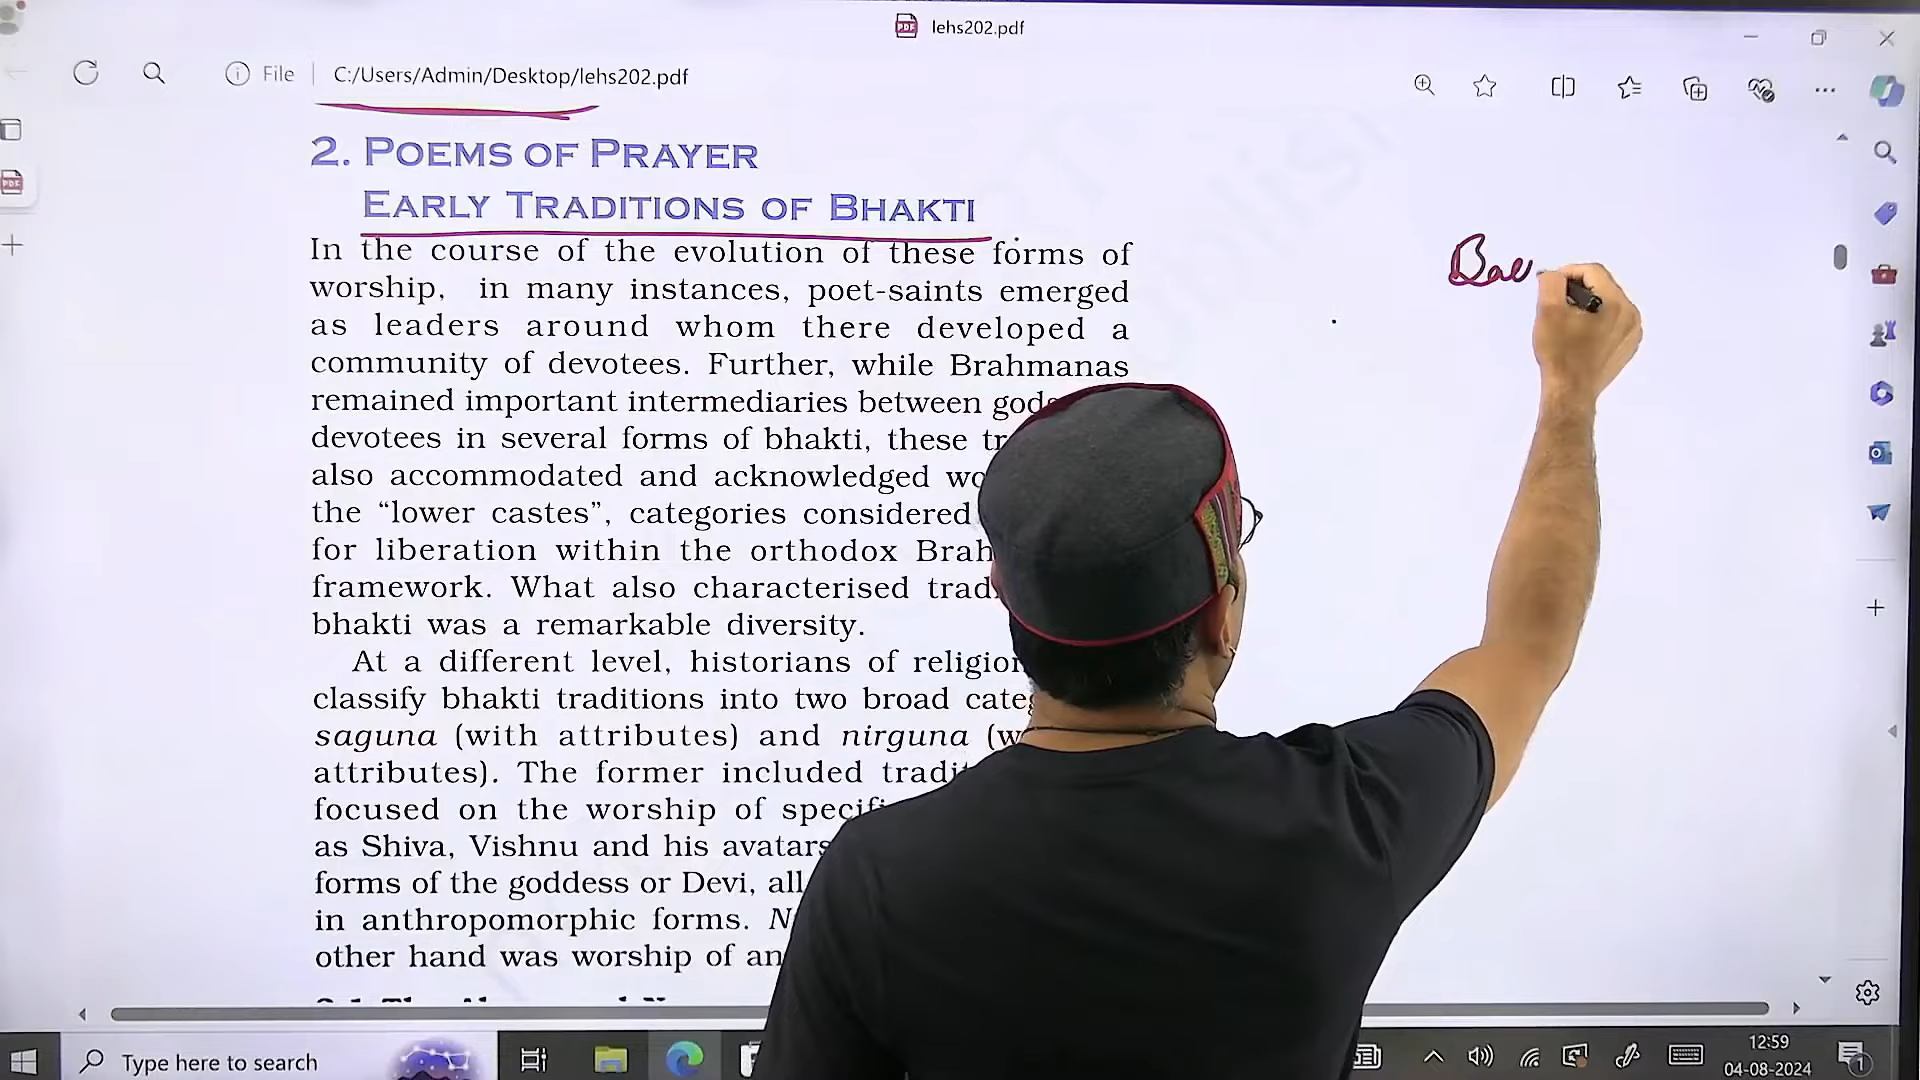 lehs202.pdf
File
C:/Users/Admin/Desktop/lehs202.pdf
2. POEMS OF PRAYER
EARLY TRADITIONS OF BHAKTI
In the course of the evolution of these forms of
worship, in many instances, poet-saints emerged
as leaders around whom there developed a
community of devotees. Further, while Brahmanas
remained important intermediaries between gods
devotees in several forms of bhakti, these
also accommodated and acknowledged
the “lower castes”, categories considered
for liberation within the orthodox
framework. What also characterised
bhakti was a remarkable diversity.
At a different level, historians of
classify bhakti traditions into two broad
saguna (with attributes) and nirguna
attributes). The former included
focused on the worship of
as Shiva, Vishnu and his avatars
forms of the goddess or Devi, all
in anthropomorphic forms.
other hand was worship of an
Type here to search
12:59
04-08-2024